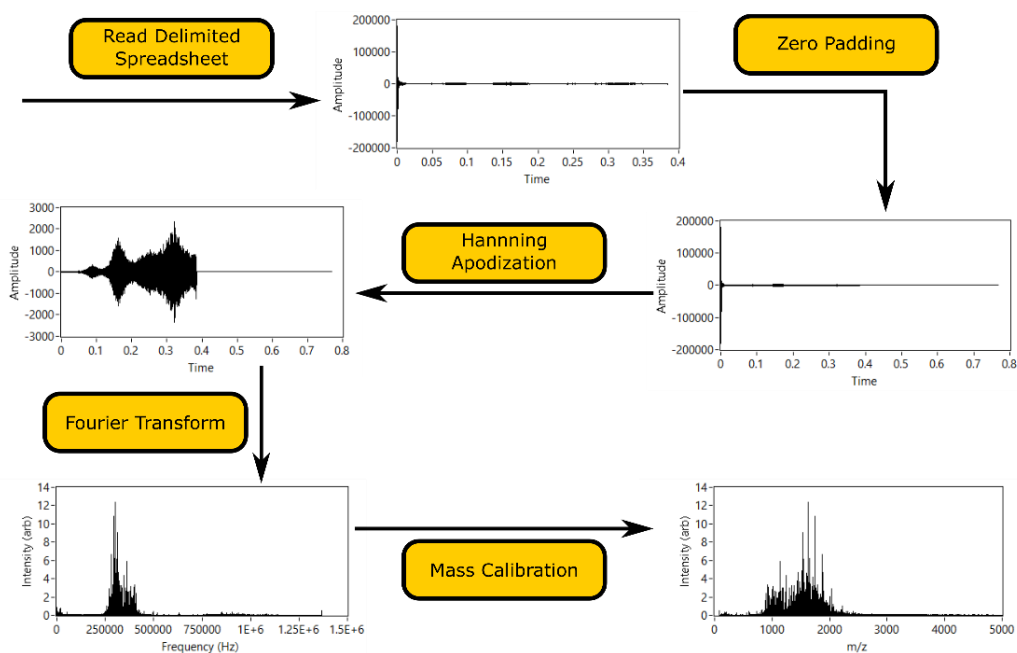 Read Delimited
Spreadsheet
200000
100000
0
-100000
-200000
Amplitude
0 0.05 0.1 0.15 0.2 0.25 0.3 0.35 0.4
Time
Zero Padding
3000
2000
1000
0
-1000
-2000
-3000
Amplitude
0 0.1 0.2 0.3 0.4 0.5 0.6 0.7 0.8
Time
Hannning
Apodization
200000
100000
0
-100000
-200000
Amplitude
0 0.1 0.2 0.3 0.4 0.5 0.6 0.7 0.8
Time
Fourier Transform
14
12
10
8
6
4
2
0
Intensity (arb)
0 250000 500000 750000 1E+6 1.25E+6 1.5E+6
Frequency (Hz)
Mass Calibration
14
12
10
8
6
4
2
0
Intensity (arb)
0 1000 2000 3000 4000 5000
m/z